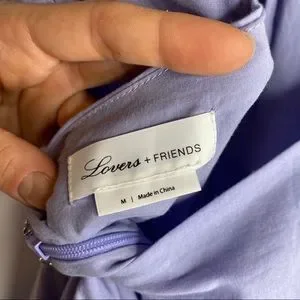 Lovers + FRIENDS
M | Made in China